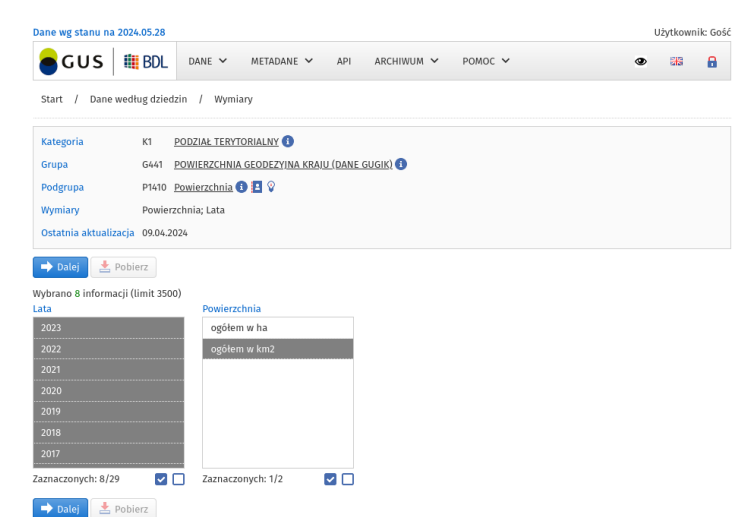 Dane wg stanu na 2024.05.28 Użytkownik: Gość
GUS BDL DANE METADANE API ARCHIWUM POMOC
Start / Dane według dziedzin / Wymiary
Kategoria K1 PODZIAŁ TERYTORIALNY
Grupa G441 POWIERZCHNIA GEODEZYJNA KRAJU (DANE GUGIK)
Podgrupa P1410 Powierzchnia
Wymiary Powierzchnia; Lata
Ostatnia aktualizacja 09.04.2024
Dalej Pobierz
Wybrano 8 informacji (limit 3500)
Lata Powierzchnia
2023 ogółem w ha
2022 ogółem w km2
2021
2020
2019
2018
2017
Zaznaczonych: 8/29 Zaznaczonych: 1/2
Dalej Pobierz